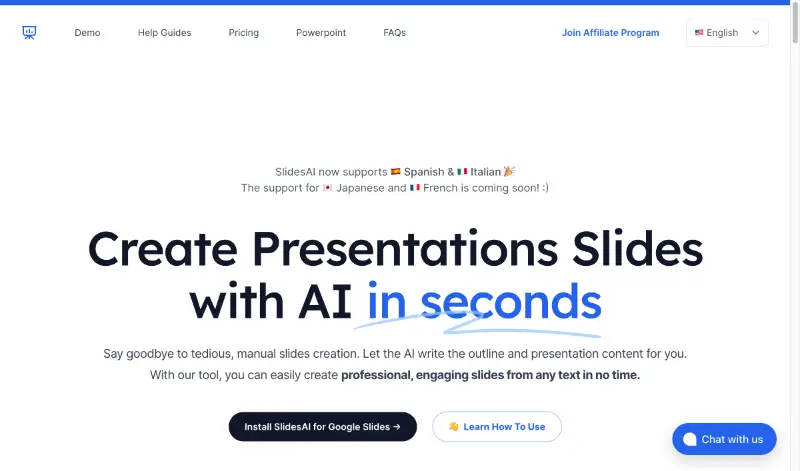 Demo Help Guides Pricing Powerpoint FAQs Join Affiliate Program 🇺🇸 English
SlidesAI now supports 🇪🇸 Spanish & 🇮🇹 Italian 🎉
The support for 🇯🇵 Japanese and 🇫🇷 French is coming soon! :)
Create Presentations Slides
with AI in seconds
Say goodbye to tedious, manual slides creation. Let the AI write the outline and presentation content for you.
With our tool, you can easily create professional, engaging slides from any text in no time.
Install SlidesAI for Google Slides → 👋 Learn How To Use
Chat with us